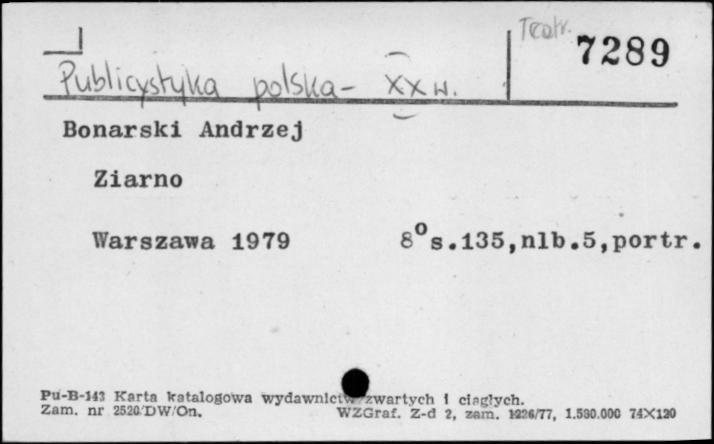 Teatr. 7289
Publicystyka polska - XX w.
Bonarski Andrzej
Ziarno
Warszawa 1979 8° s.135,nlb.5,portr.
Pu-B-143 Karta katalogowa wydawnictw zwartych i ciągłych.
Zam. nr 2520/DW/On. WZGraf. Z-d 2, zam. 1226/77, 1.580.000 74X120